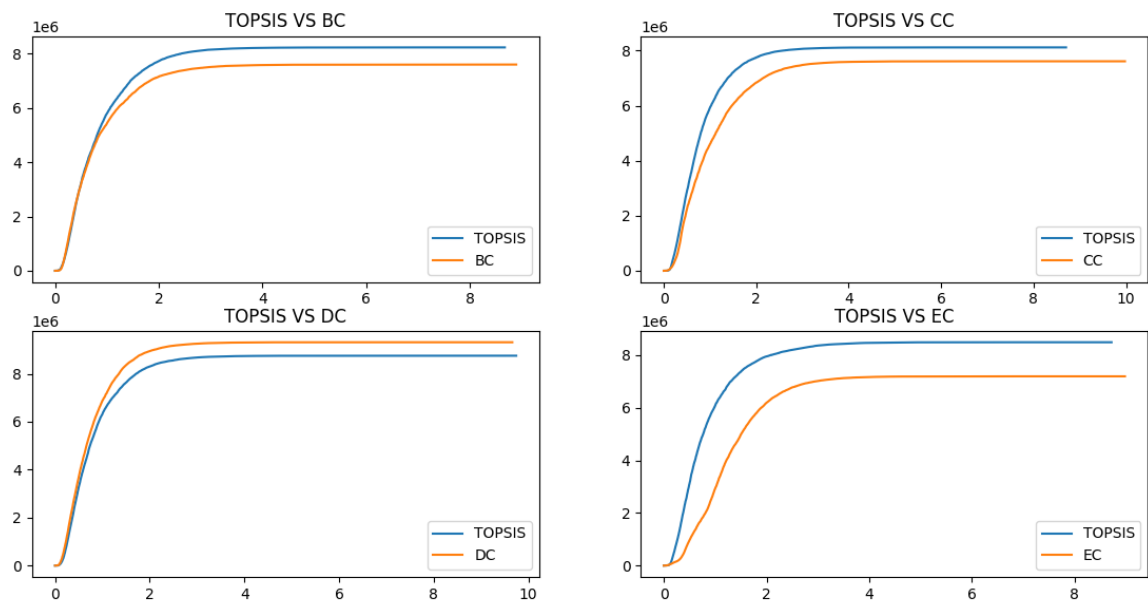 TOPSIS VS BC
1e6
8
6
4
2
0
TOPSIS
BC
0 2 4 6 8
TOPSIS VS CC
1e6
8
6
4
2
0
TOPSIS
CC
0 2 4 6 8 10
TOPSIS VS DC
1e6
8
6
4
2
0
TOPSIS
DC
0 2 4 6 8 10
TOPSIS VS EC
1e6
8
6
4
2
0
TOPSIS
EC
0 2 4 6 8